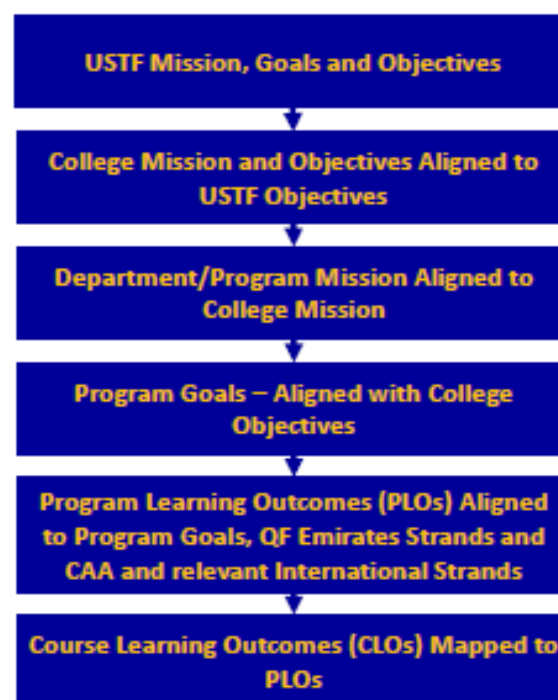 USTF Mission, Goals and Objectives
College Mission and Objectives Aligned to
USTF Objectives
Department/Program Mission Aligned to
College Mission
Program Goals – Aligned with College
Objectives
Program Learning Outcomes (PLOs) Aligned
to Program Goals, QF Emirates Strands and
CAA and relevant International Strands
Course Learning Outcomes (CLOs) Mapped to
PLOs